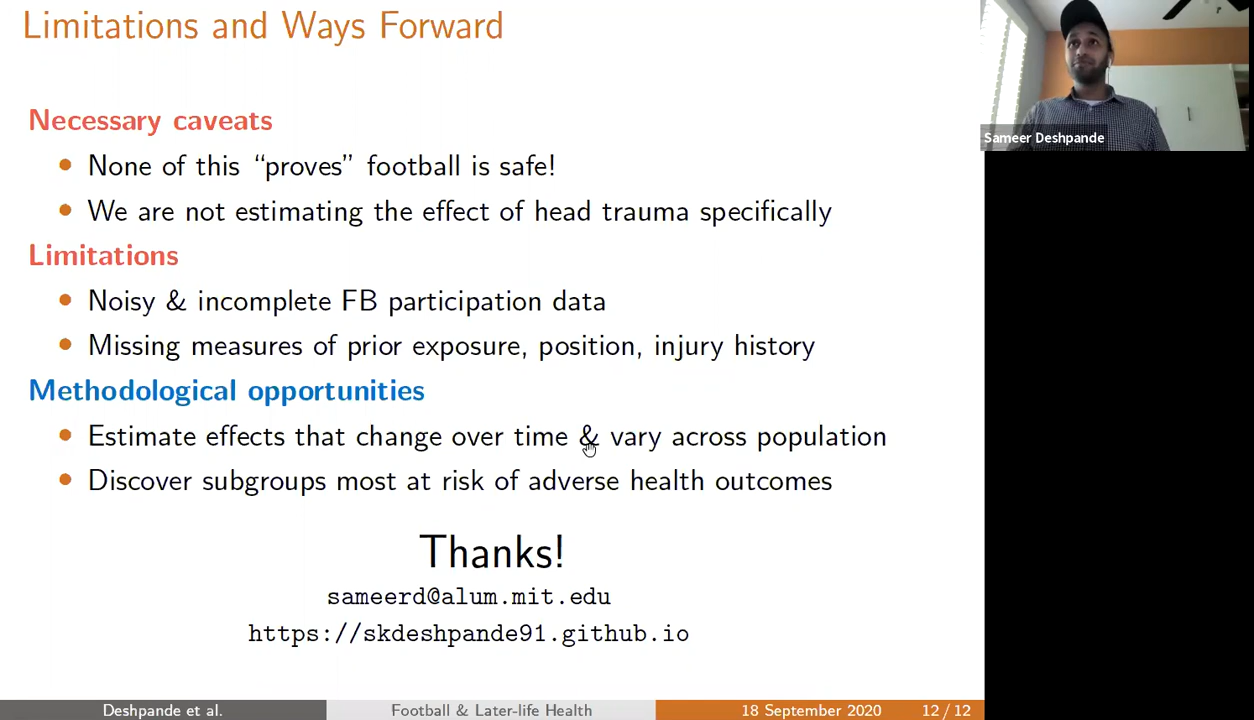 Limitations and Ways Forward
Sameer Deshpande
Necessary caveats
None of this “proves” football is safe!
We are not estimating the effect of head trauma specifically
Limitations
Noisy & incomplete FB participation data
Missing measures of prior exposure, position, injury history
Methodological opportunities
Estimate effects that change over time & vary across population
Discover subgroups most at risk of adverse health outcomes
Thanks!
sameerd@alum.mit.edu
https://skdeshpande91.github.io
Deshpande et al. Football & Later-life Health 18 September 2020 12 / 12